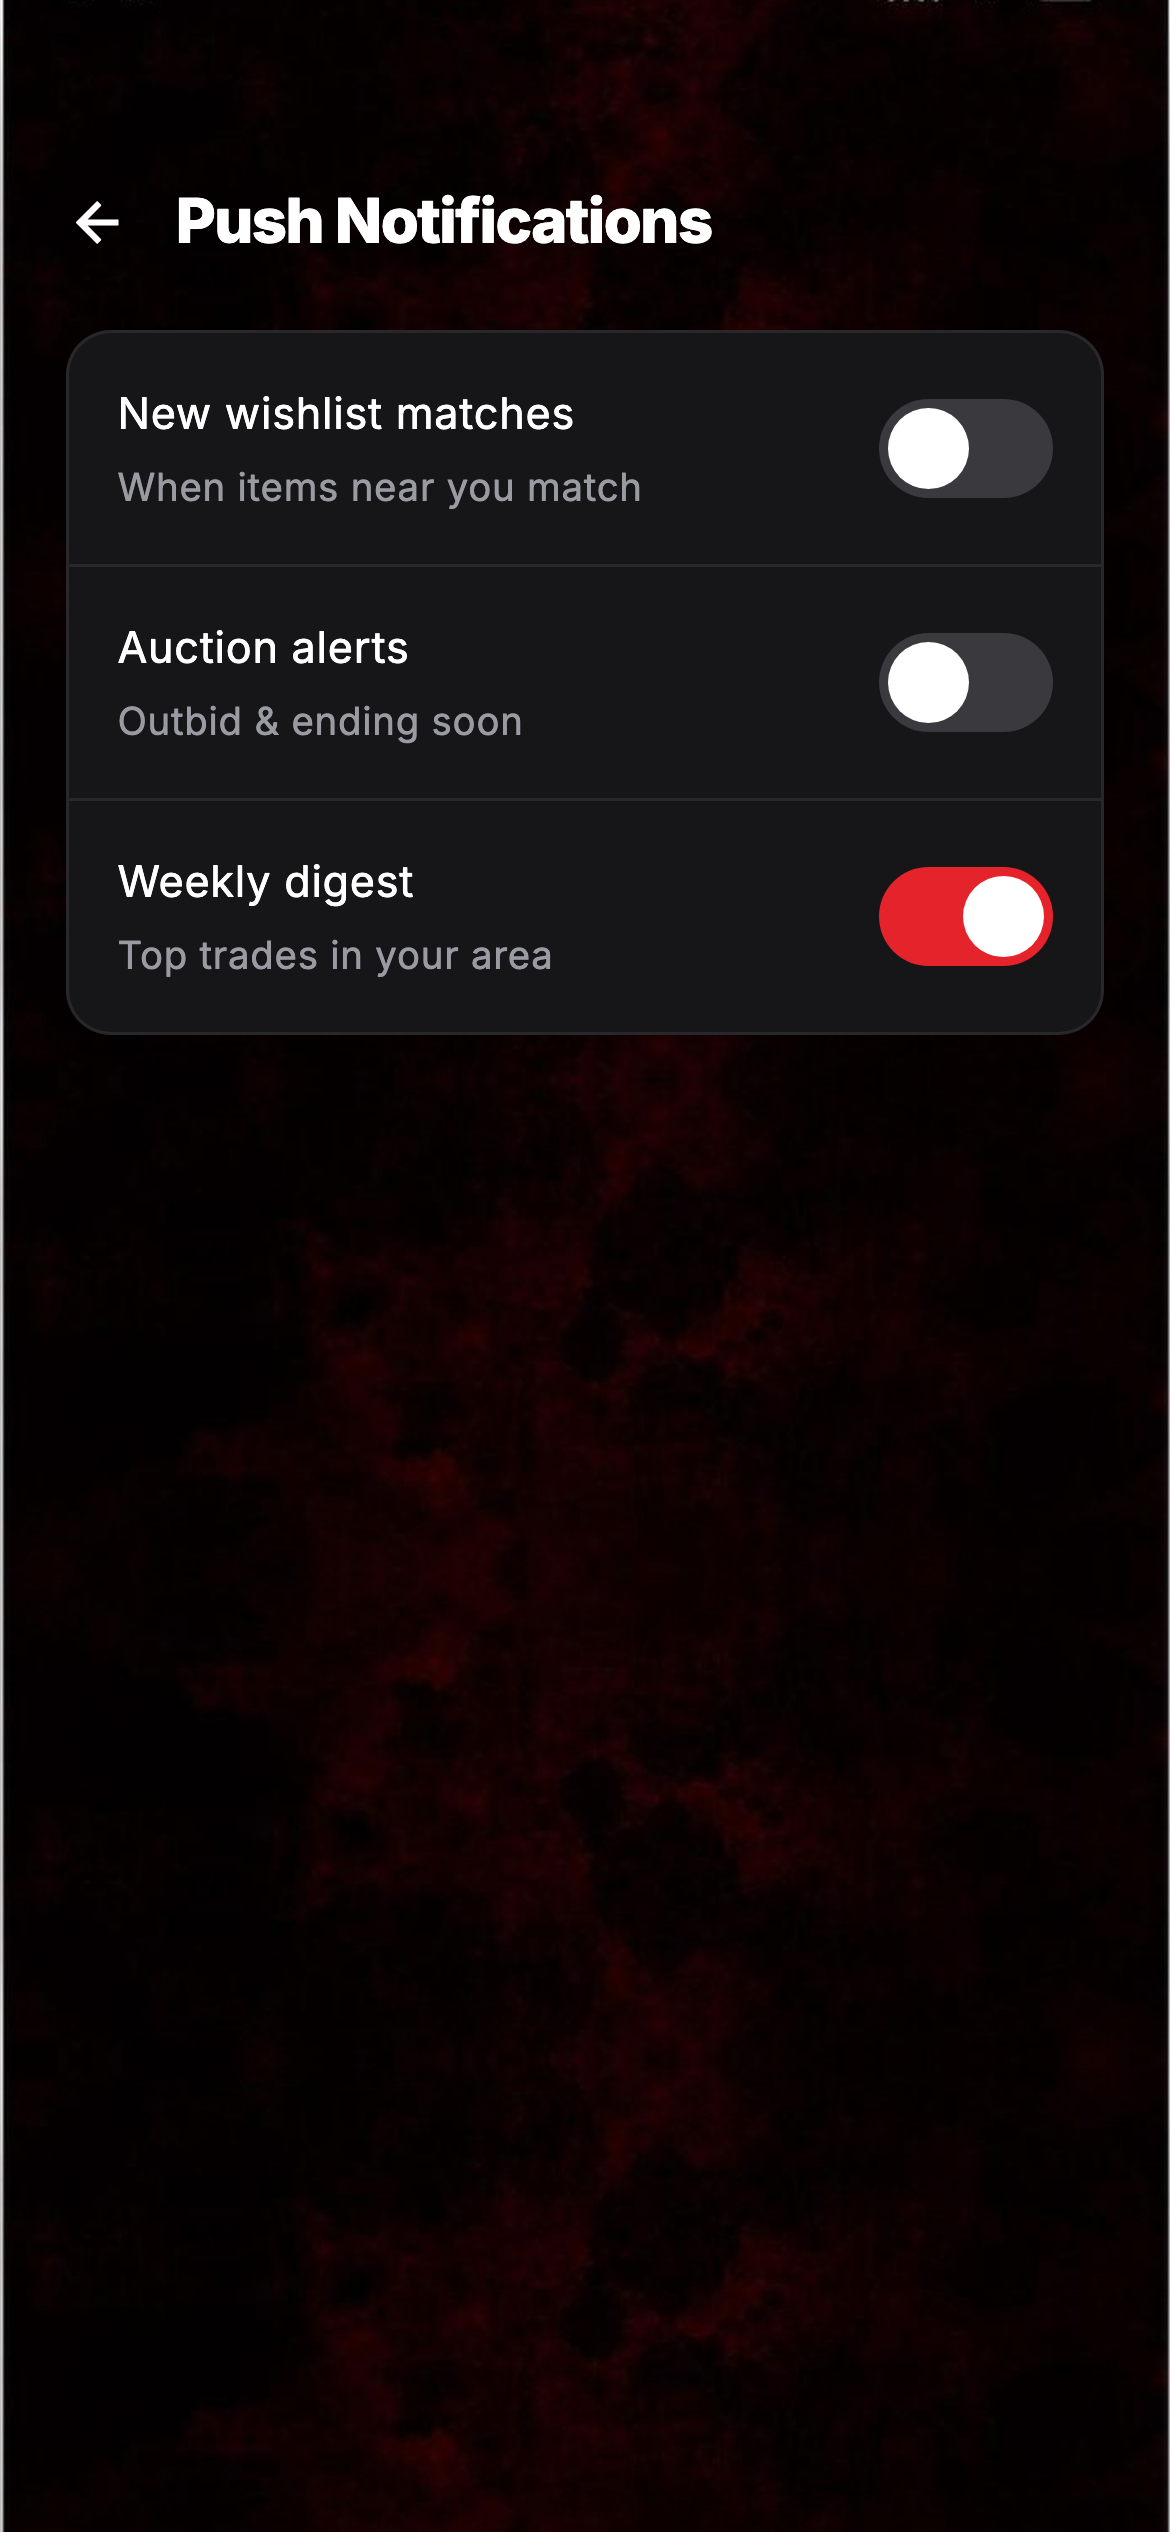 Push Notifications
New wishlist matches
When items near you match
Auction alerts
Outbid & ending soon
Weekly digest
Top trades in your area